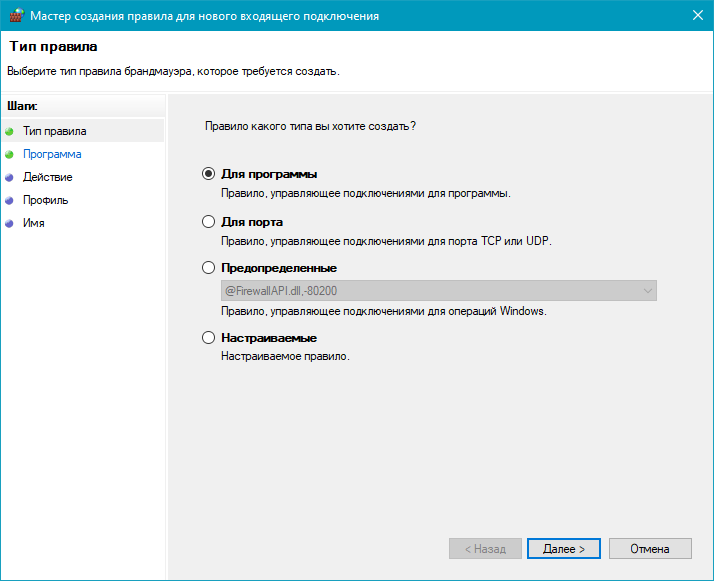 Мастер создания правила для нового входящего подключения
Тип правила
Выберите тип правила брандмауэра, которое требуется создать.
Шаги:
Тип правила
Программа
Действие
Профиль
Имя
Правило какого типа вы хотите создать?
Для программы
Правило, управляющее подключениями для программы.
Для порта
Правило, управляющее подключениями для порта TCP или UDP.
Предопределенные
@FirewallAPI.dll,-80200
Правило, управляющее подключениями для операций Windows.
Настраиваемые
Настраиваемое правило.
< Назад
Далее >
Отмена